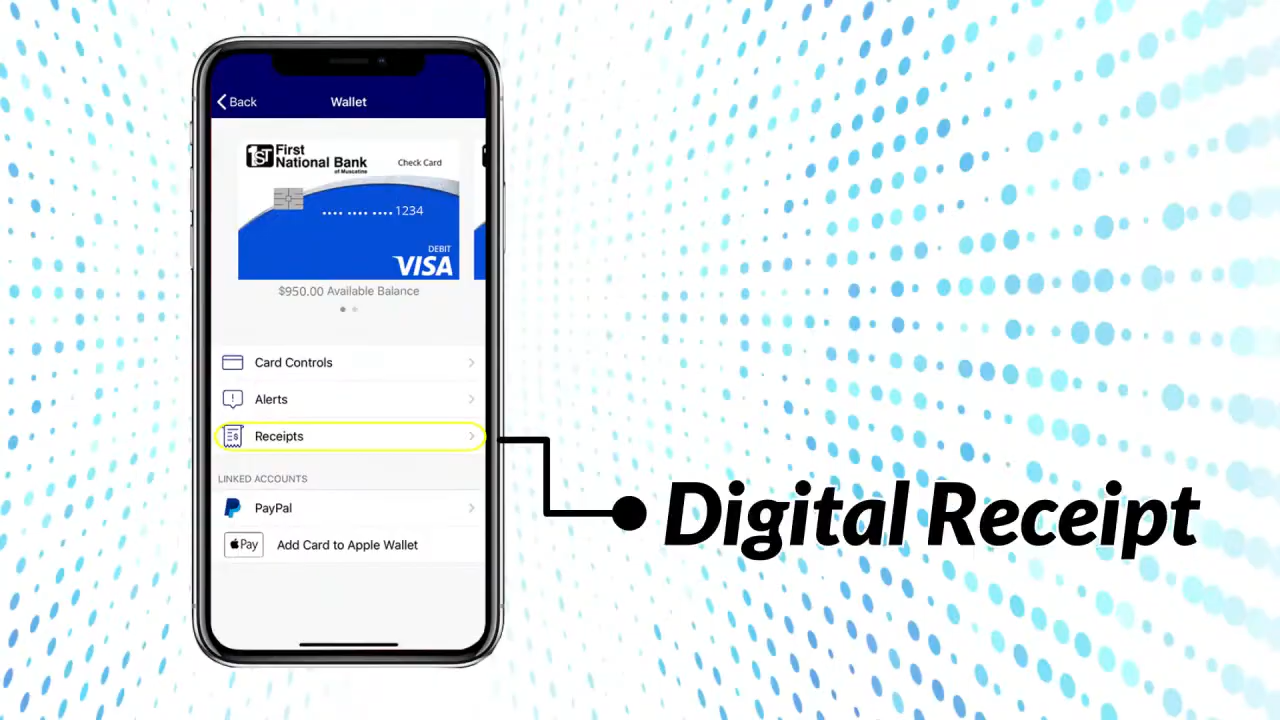 Back
Wallet
1ST First
National Bank
of Muscatine
Check Card
•••• •••• •••• 1234
DEBIT
VISA
$950.00 Available Balance
Card Controls
Alerts
Receipts
LINKED ACCOUNTS
PayPal
Pay
Add Card to Apple Wallet
Digital Receipt